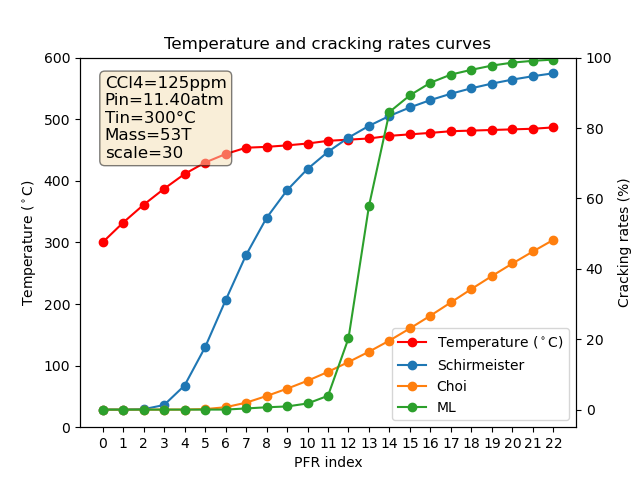 Temperature and cracking rates curves
CCl4=125ppm
Pin=11.40atm
Tin=300°C
Mass=53T
scale=30
Temperature (°C)
600
500
400
300
200
100
0
Cracking rates (%)
100
80
60
40
20
0
Temperature (°C)
Schirmeister
Choi
ML
0 1 2 3 4 5 6 7 8 9 10 11 12 13 14 15 16 17 18 19 20 21 22
PFR index